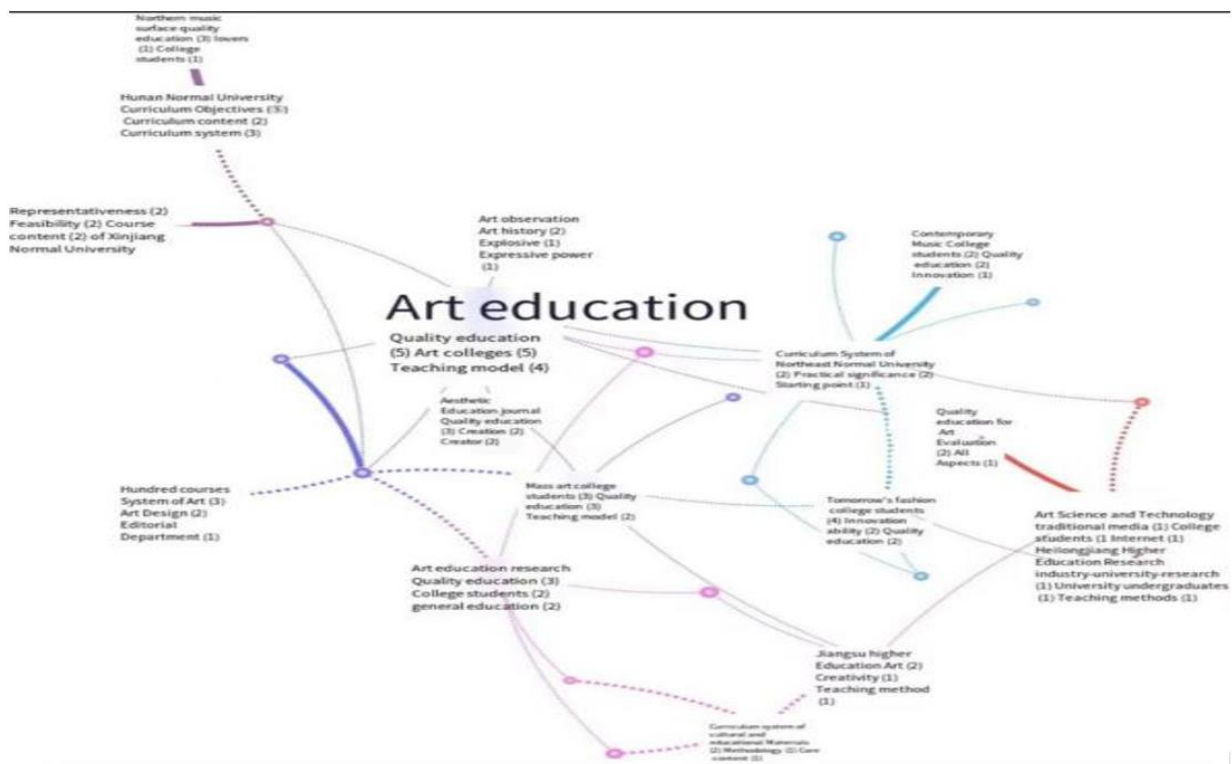 Northern music
surface quality
education (3) lovers
(1) College
students (1)
Hunan Normal University
Curriculum Objectives (3)
Curriculum content (2)
Curriculum system (3)
Representativeness (2)
Feasibility (2) Course
content (2) of Xinjiang
Normal University
Art observation
Art history (2)
Explosive (1)
Expressive power
(1)
Contemporary
Music College
students (2) Quality
education (2)
Innovation (1)
Art education
Quality education
(5) Art colleges (5)
Teaching model (4)
Curriculum System of
Northeast Normal University
(2) Practical significance (2)
Starting point (1)
Aesthetic
Education journal
Quality education
(3) Creation (2)
Creator (2)
Quality
education for
Art
Evaluation
(2) All
Aspects (1)
Hundred courses
System of Art (3)
Art Design (2)
Editorial
Department (1)
Mass art college
students (3) Quality
education (3)
Teaching model (2)
Tomorrow's fashion
college students
(4) Innovation
ability (2) Quality
education (2)
Art Science and Technology
traditional media (1) College
students (1 Internet (1)
Heilongjiang Higher
Education Research
industry-university-research
(1) University undergraduates
(1) Teaching methods (1)
Art education research
Quality education (3)
College students (2)
general education (2)
Jiangsu higher
Education Art (2)
Creativity (1)
Teaching method
(1)
Curriculum system of
cultural and
educational Materials
(2) Methodology (1) Core
content (1)